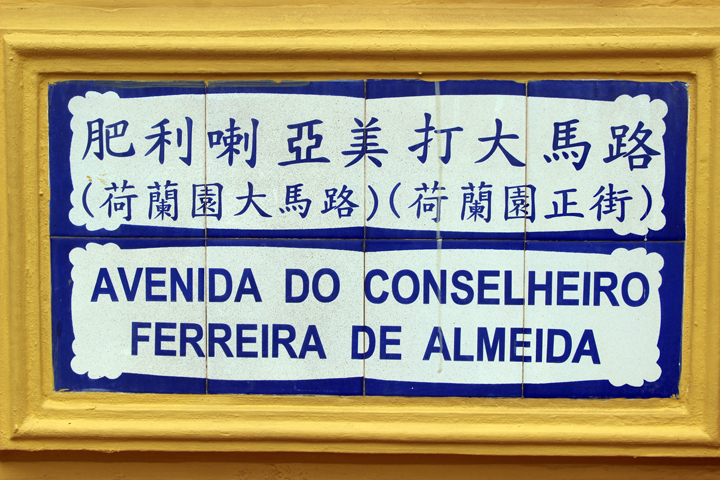 肥利喇亞美打大馬路
(荷蘭園大馬路)(荷蘭園正街)
AVENIDA DO CONSELHEIRO
FERREIRA DE ALMEIDA